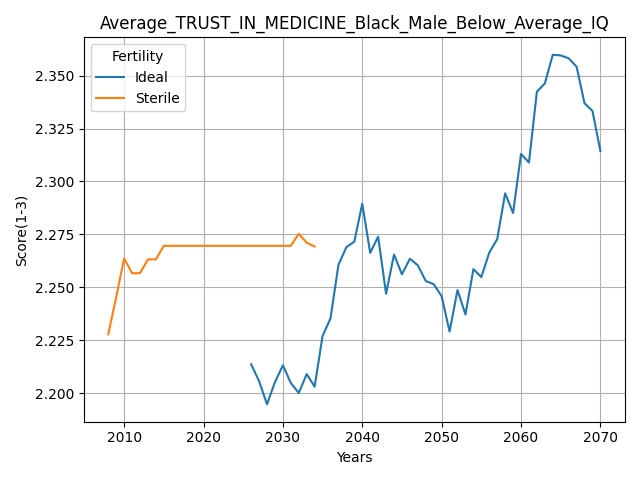 Average_TRUST_IN_MEDICINE_Black_Male_Below_Average_IQ
Fertility
Ideal
Sterile
Score(1-3)
2.350
2.325
2.300
2.275
2.250
2.225
2.200
2010 2020 2030 2040 2050 2060 2070
Years